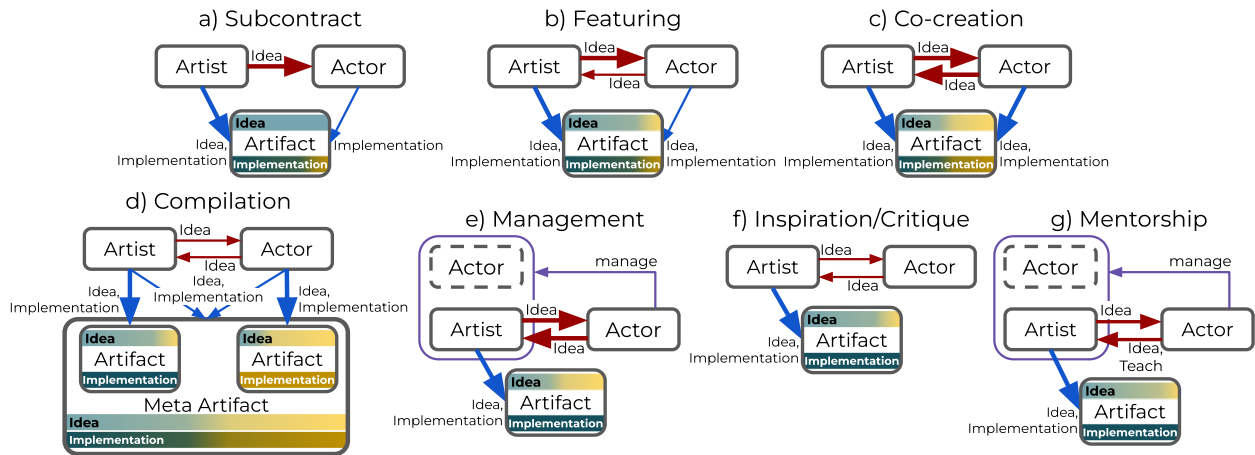 a) Subcontract
Artist
Idea
Actor
Idea
Artifact
Implementation
Idea,
Implementation
Implementation
b) Featuring
Artist
Idea
Idea
Actor
Idea
Artifact
Implementation
Idea,
Implementation
Idea,
Implementation
c) Co-creation
Artist
Idea
Idea
Actor
Idea
Artifact
Implementation
Idea,
Implementation
Idea,
Implementation
d) Compilation
Artist
Idea
Idea
Actor
Idea,
Implementation
Idea,
Implementation
Idea,
Implementation
Idea
Artifact
Implementation
Idea
Artifact
Implementation
Meta Artifact
Idea
Implementation
e) Management
Actor
manage
Artist
Idea
Idea
Actor
Idea,
Implementation
Idea
Artifact
Implementation
f) Inspiration/Critique
Artist
Idea
Idea
Actor
Idea,
Implementation
Idea
Artifact
Implementation
g) Mentorship
Actor
manage
Artist
Idea
Idea,
Teach
Actor
Idea,
Implementation
Idea
Artifact
Implementation